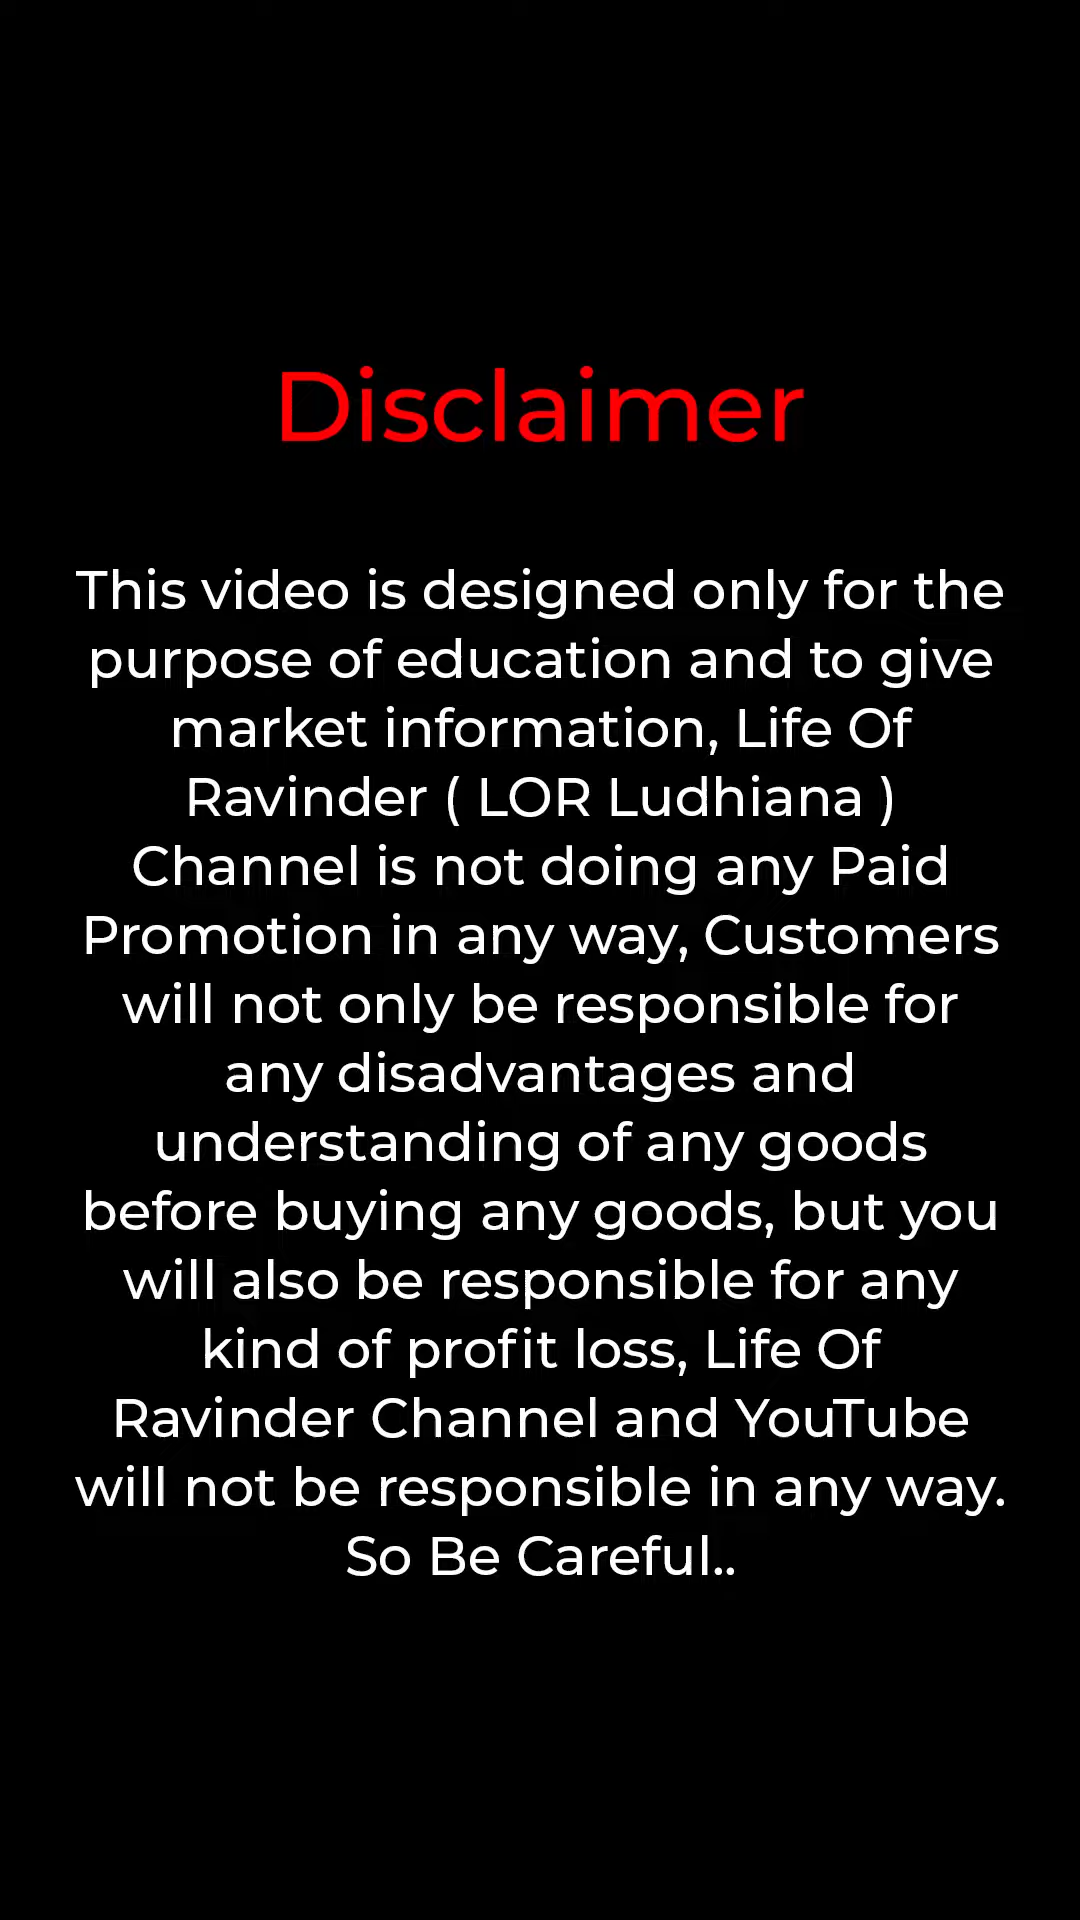 Disclaimer
This video is designed only for the
purpose of education and to give
market information, Life Of
Ravinder ( LOR Ludhiana )
Channel is not doing any Paid
Promotion in any way, Customers
will not only be responsible for
any disadvantages and
understanding of any goods
before buying any goods, but you
will also be responsible for any
kind of profit loss, Life Of
Ravinder Channel and YouTube
will not be responsible in any way.
So Be Careful..